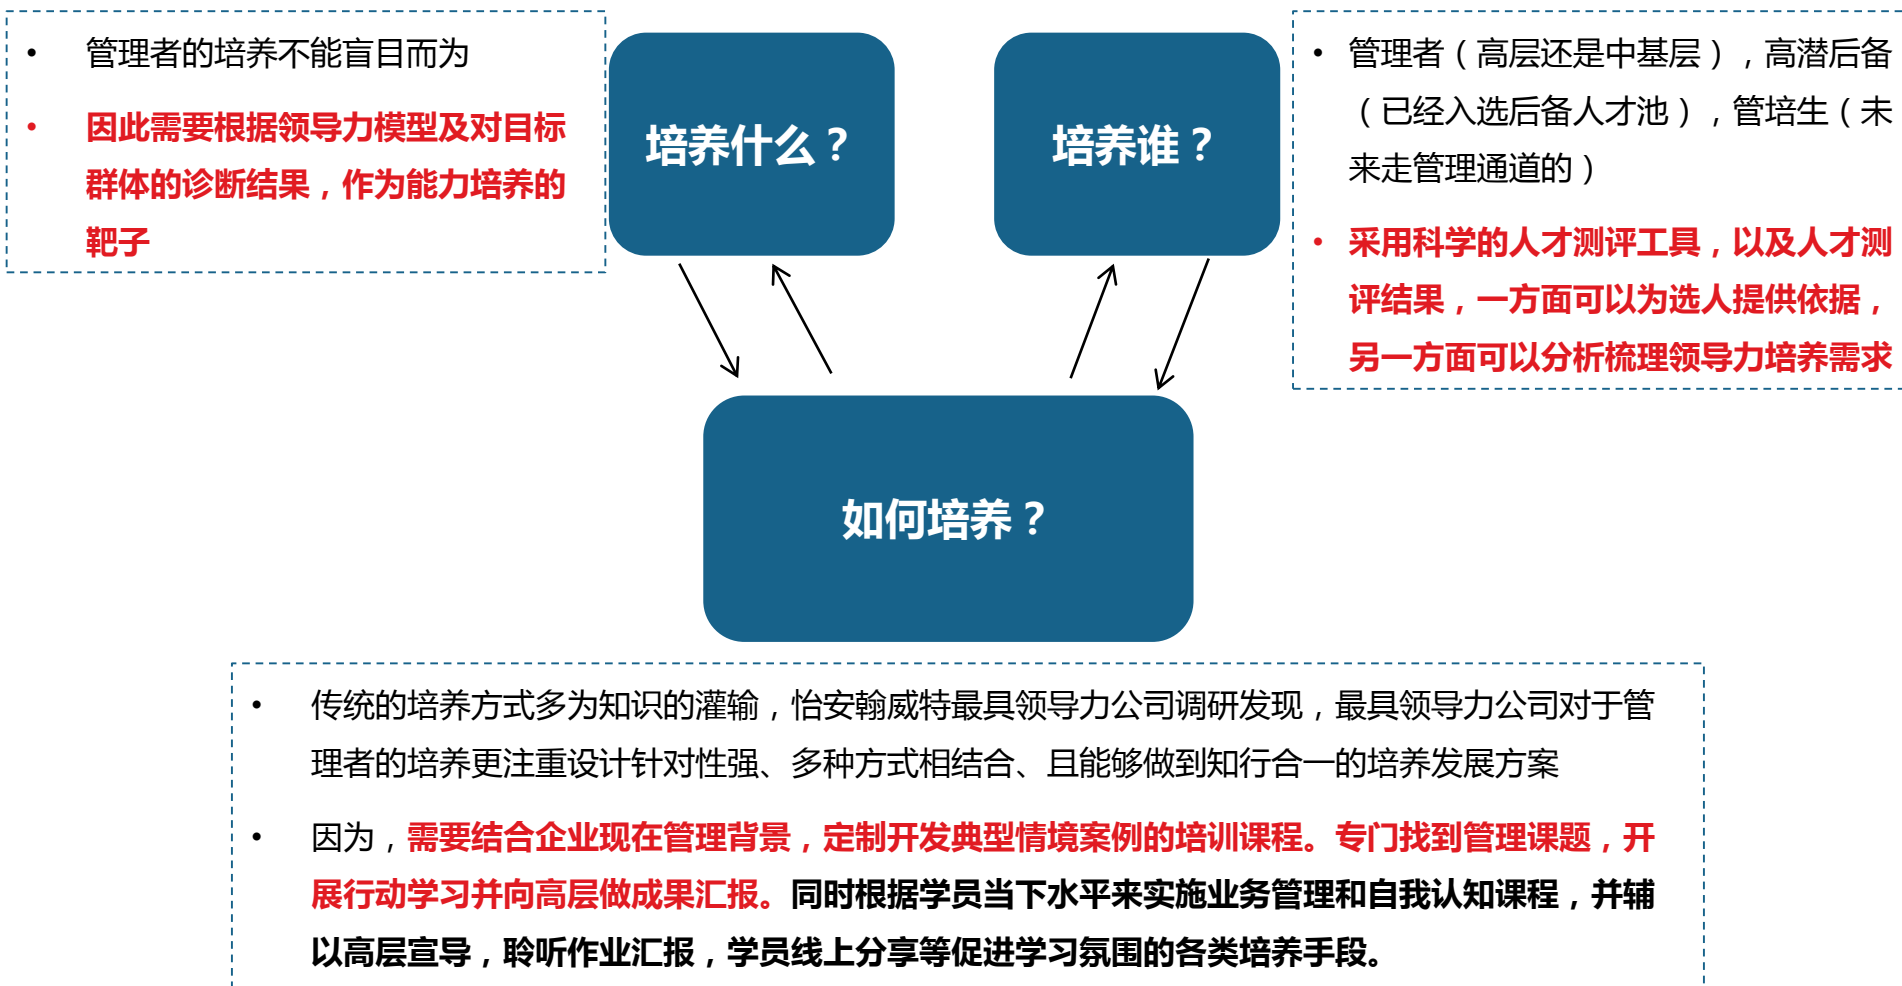 • 管理者的培养不能盲目而为
• 因此需要根据领导力模型及对目标
群体的诊断结果，作为能力培养的
靶子
培养什么？
培养谁？
• 管理者（高层还是中基层），高潜后备
（已经入选后备人才池），管培生（未
来走管理通道的）
• 采用科学的人才测评工具，以及人才测
评结果，一方面可以为选人提供依据，
另一方面可以分析梳理领导力培养需求
如何培养？
• 传统的培养方式多为知识的灌输，怡安翰威特最具领导力公司调研发现，最具领导力公司对于管
理者的培养更注重设计针对性强、多种方式相结合、且能够做到知行合一的培养发展方案
• 因为，需要结合企业现在管理背景，定制开发典型情境案例的培训课程。专门找到管理课题，开
展行动学习并向高层做成果汇报。同时根据学员当下水平来实施业务管理和自我认知课程，并辅
以高层宣导，聆听作业汇报，学员线上分享等促进学习氛围的各类培养手段。